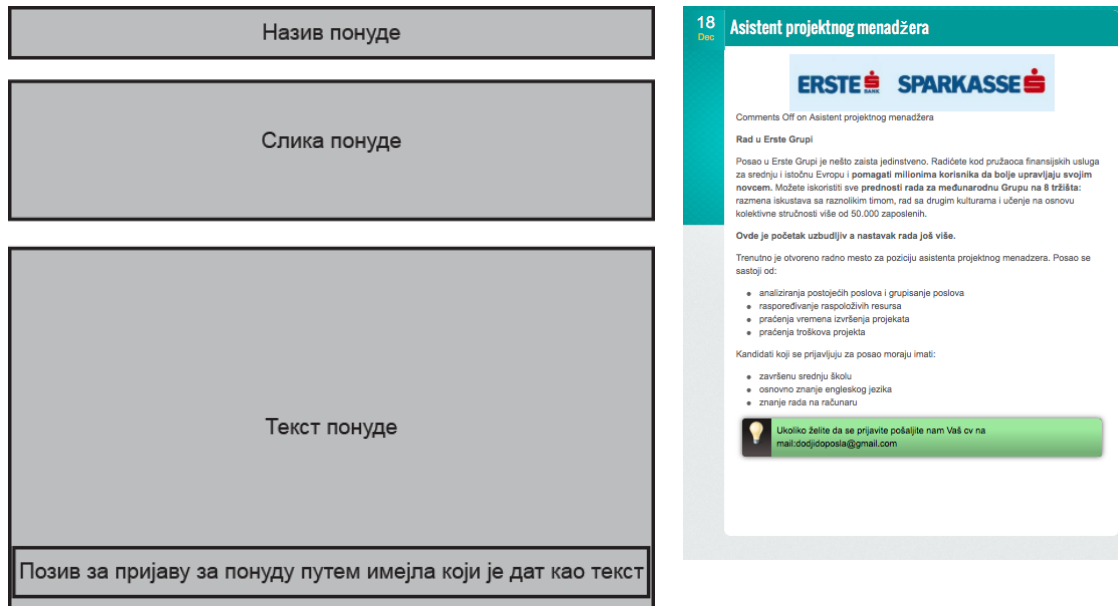 Назив понуде
Слика понуде
Текст понуде
Позив за пријаву за понуду путем имејла који је дат као текст
18
Dec
Asistent projektnog menadžera
ERSTE BANK SPARKASSE
Comments Off on Asistent projektnog menadžera
Rad u Erste Grupi
Posao u Erste Grupi je nešto zaista jedinstveno. Radićete kod pružaoca finansijskih usluga
za srednju i istočnu Evropu i pomagati milionima korisnika da bolje upravljaju svojim
novcem. Možete iskoristiti sve prednosti rada za međunarodnu Grupu na 8 tržišta:
razmena iskustava sa raznolikim timom, rad sa drugim kulturama i učenje na osnovu
kolektivne stručnosti više od 50.000 zaposlenih.
Ovde je početak uzbudljiv a nastavak rada još više.
Trenutno je otvoreno radno mesto za poziciju asistenta projektnog menadzera. Posao se
sastoji od:
analiziranja postojećih poslova i grupisanje poslova
raspoređivanje raspoloživih resursa
praćenja vremena izvršenja projekata
praćenja troškova projekta
Kandidati koji se prijavljuju za posao moraju imati:
završenu srednju školu
osnovno znanje engleskog jezika
znanje rada na računaru
Ukoliko želite da se prijavite pošaljite nam Vaš cv na
mail:dodjidoposla@gmail.com